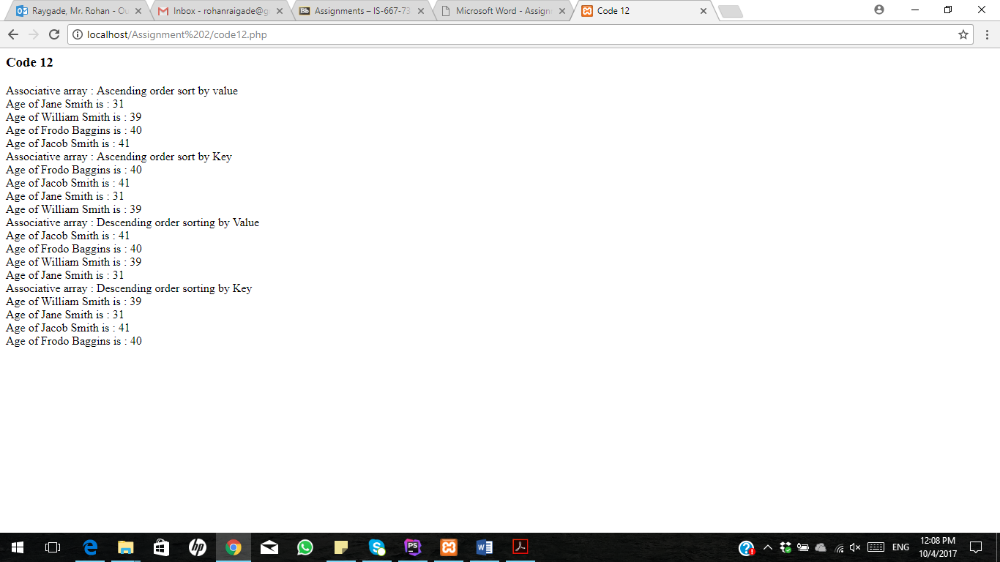 Raygade, Mr. Rohan - Ou
Inbox - rohanraigade@g
Bb Assignments – IS-667-73
Microsoft Word - Assign
Code 12
localhost/Assignment%202/code12.php
Code 12
Associative array : Ascending order sort by value
Age of Jane Smith is : 31
Age of William Smith is : 39
Age of Frodo Baggins is : 40
Age of Jacob Smith is : 41
Associative array : Ascending order sort by Key
Age of Frodo Baggins is : 40
Age of Jacob Smith is : 41
Age of Jane Smith is : 31
Age of William Smith is : 39
Associative array : Descending order sorting by Value
Age of Jacob Smith is : 41
Age of Frodo Baggins is : 40
Age of William Smith is : 39
Age of Jane Smith is : 31
Associative array : Descending order sorting by Key
Age of William Smith is : 39
Age of Jane Smith is : 31
Age of Jacob Smith is : 41
Age of Frodo Baggins is : 40
hp
PS
ENG
12:08 PM
10/4/2017